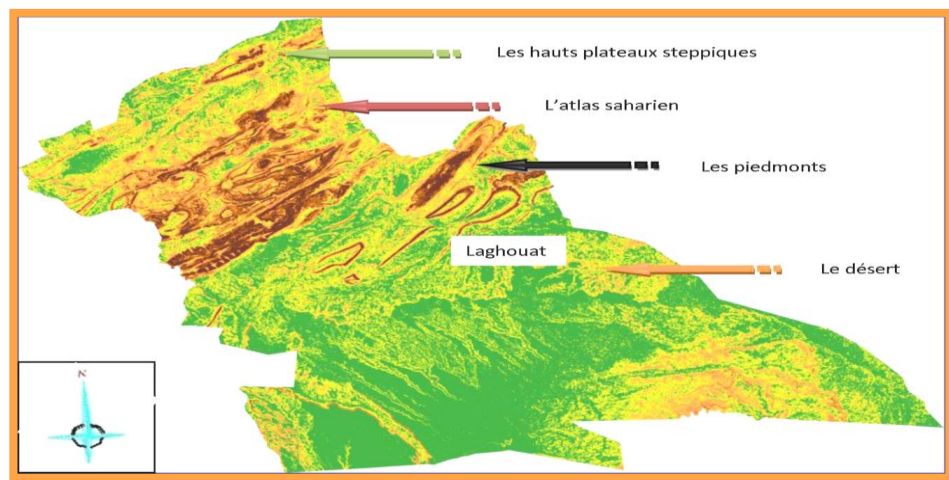 Les hauts plateaux steppiques
L'atlas saharien
Les piedmonts
Laghouat
Le désert
N